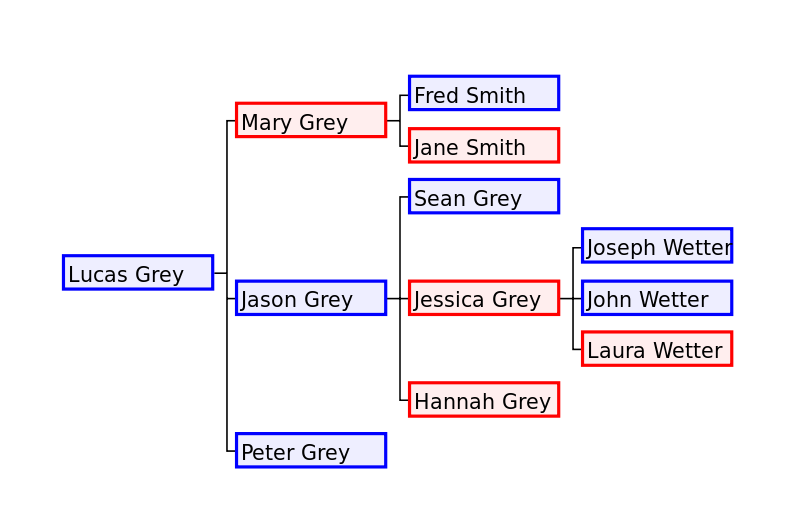 Fred Smith
Mary Grey
Jane Smith
Sean Grey
Joseph Wetter
Lucas Grey
Jason Grey
Jessica Grey
John Wetter
Laura Wetter
Hannah Grey
Peter Grey